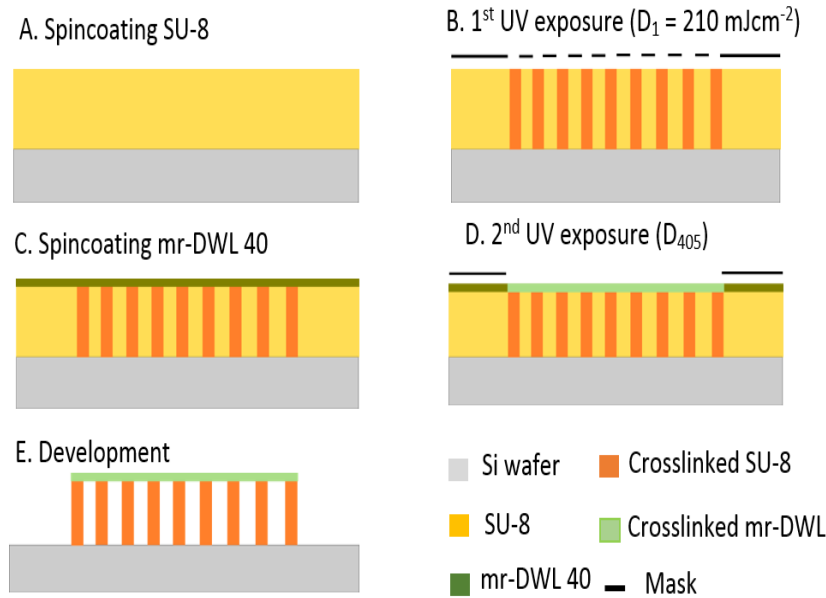 A. Spincoating SU-8
B. 1st UV exposure (D1 = 210 mJcm-2)
C. Spincoating mr-DWL 40
D. 2nd UV exposure (D405)
E. Development
Si wafer
Crosslinked SU-8
SU-8
Crosslinked mr-DWL
mr-DWL 40
Mask